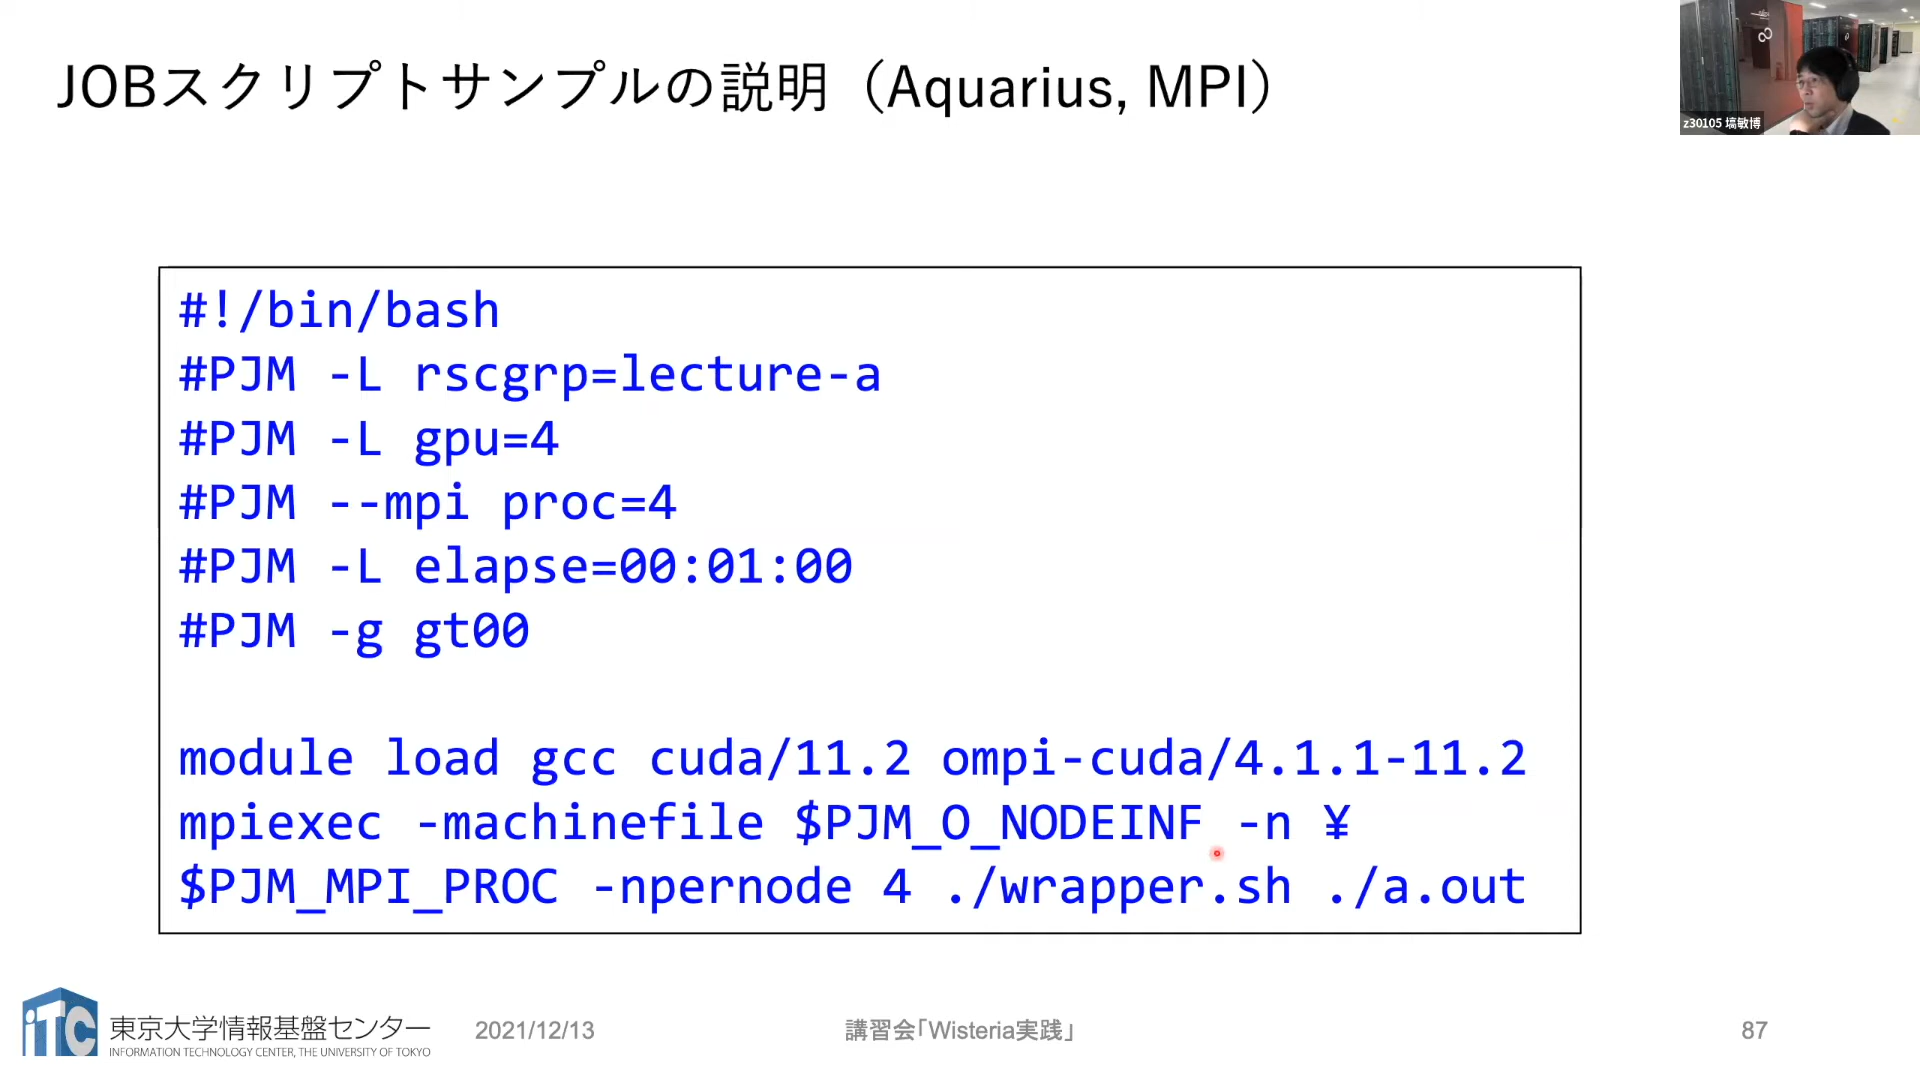 JOBスクリプトサンプルの説明（Aquarius, MPI）
z30105 塙敏博
#!/bin/bash
#PJM -L rscgrp=lecture-a
#PJM -L gpu=4
#PJM --mpi proc=4
#PJM -L elapse=00:01:00
#PJM -g gt00
module load gcc cuda/11.2 ompi-cuda/4.1.1-11.2
mpiexec -machinefile $PJM_O_NODEINF -n ¥
$PJM_MPI_PROC -npernode 4 ./wrapper.sh ./a.out
iTC
東京大学情報基盤センター
INFORMATION TECHNOLOGY CENTER, THE UNIVERSITY OF TOKYO
2021/12/13
講習会「Wisteria実践」
87